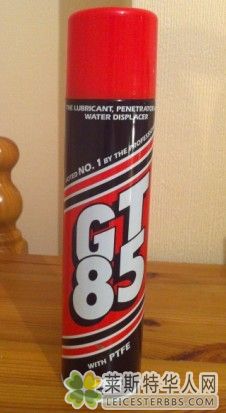 THE LUBRICANT, PENETRATOR
WATER DISPLACER
RATED NO. 1 BY THE
GT
85
WITH PTFE
莱斯特华人网
LEICESTERBBS.COM